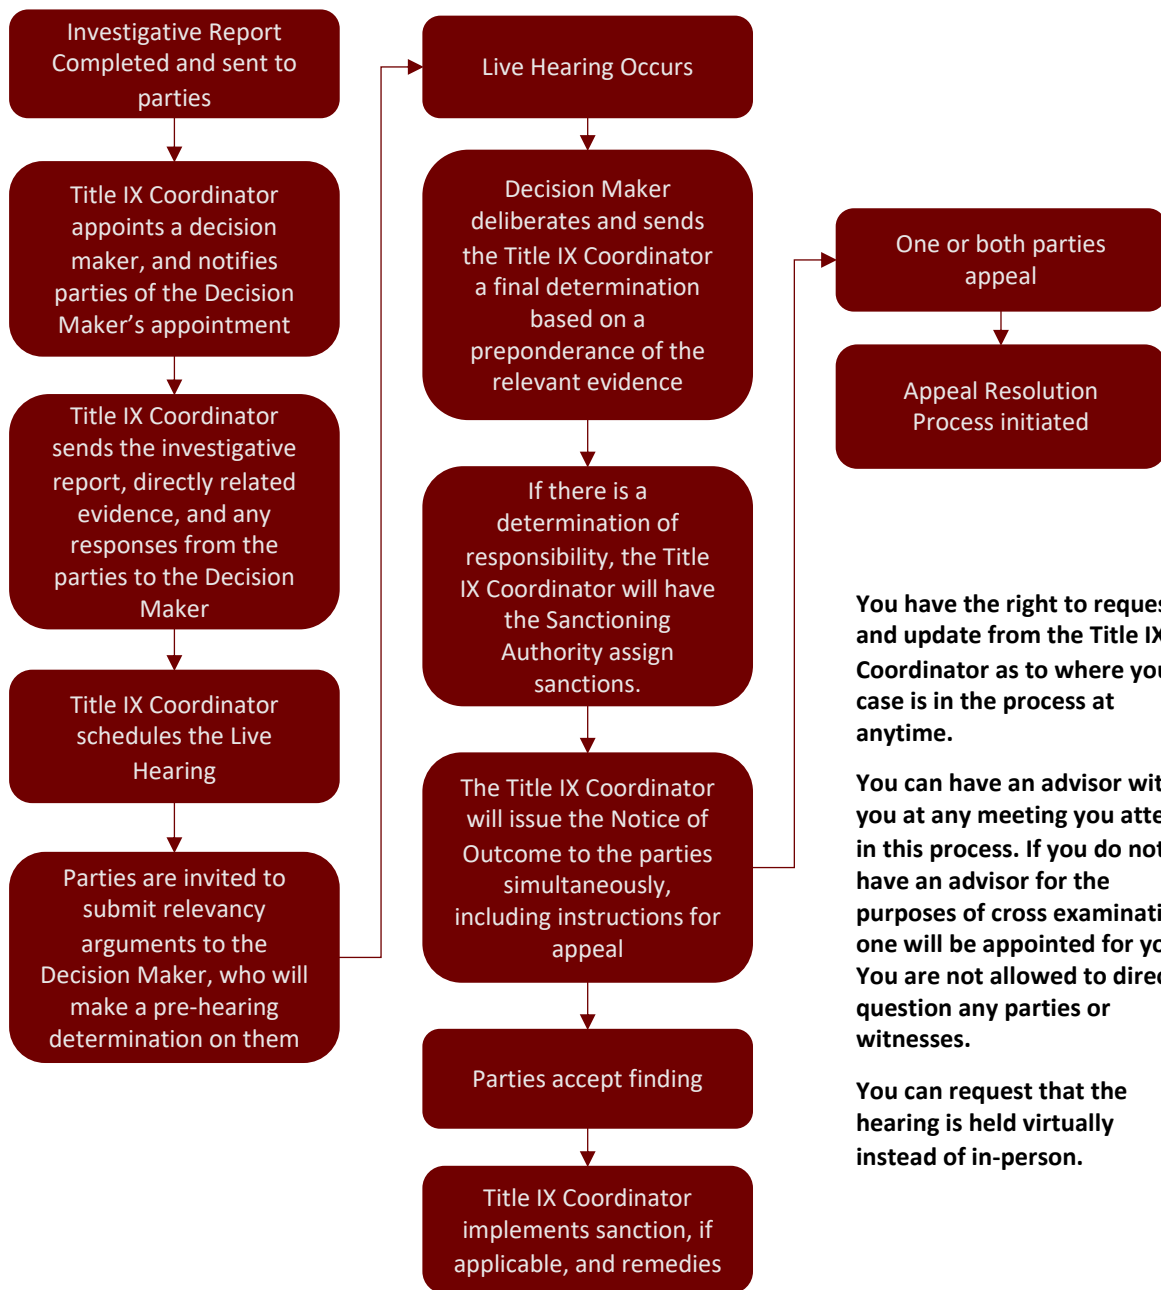 Investigative Report
Completed and sent to
parties
Title IX Coordinator
appoints a decision
maker, and notifies
parties of the Decision
Maker’s appointment
Title IX Coordinator
sends the investigative
report, directly related
evidence, and any
responses from the
parties to the Decision
Maker
Title IX Coordinator
schedules the Live
Hearing
Parties are invited to
submit relevancy
arguments to the
Decision Maker, who will
make a pre-hearing
determination on them
Live Hearing Occurs
Decision Maker
deliberates and sends
the Title IX Coordinator
a final determination
based on a
preponderance of the
relevant evidence
If there is a
determination of
responsibility, the Title
IX Coordinator will have
the Sanctioning
Authority assign
sanctions.
The Title IX Coordinator
will issue the Notice of
Outcome to the parties
simultaneously,
including instructions for
appeal
Parties accept finding
Title IX Coordinator
implements sanction, if
applicable, and remedies
One or both parties
appeal
Appeal Resolution
Process initiated
You have the right to reques
and update from the Title IX
Coordinator as to where you
case is in the process at
anytime.
You can have an advisor wit
you at any meeting you atte
in this process. If you do not
have an advisor for the
purposes of cross examinati
one will be appointed for yo
You are not allowed to direc
question any parties or
witnesses.
You can request that the
hearing is held virtually
instead of in-person.